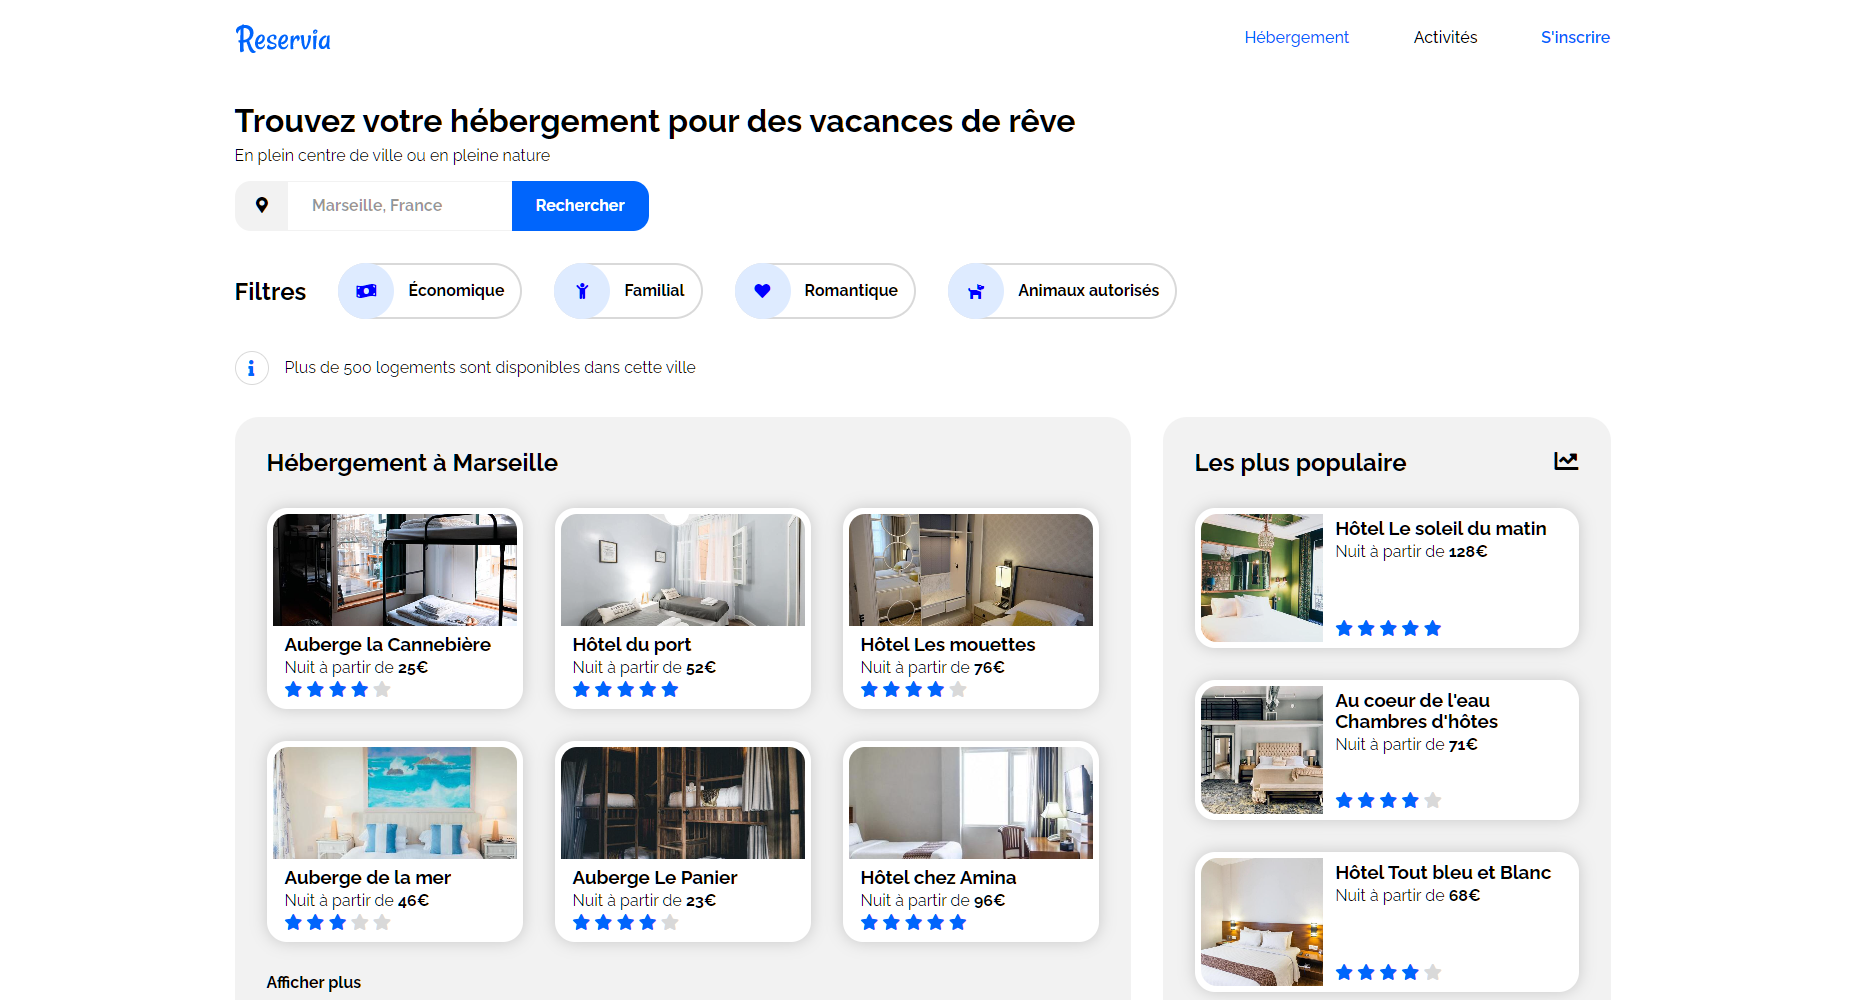 Reservia
Hébergement
Activités
S'inscrire
Trouvez votre hébergement pour des vacances de rêve
En plein centre de ville ou en pleine nature
Marseille, France
Rechercher
Filtres
Économique
Familial
Romantique
Animaux autorisés
Plus de 500 logements sont disponibles dans cette ville
Hébergement à Marseille
Auberge la Cannebière
Nuit à partir de 25€
Hôtel du port
Nuit à partir de 52€
Hôtel Les mouettes
Nuit à partir de 76€
Auberge de la mer
Nuit à partir de 46€
Auberge Le Panier
Nuit à partir de 23€
Hôtel chez Amina
Nuit à partir de 96€
Afficher plus
Les plus populaire
Hôtel Le soleil du matin
Nuit à partir de 128€
Au coeur de l'eau
Chambres d'hôtes
Nuit à partir de 71€
Hôtel Tout bleu et Blanc
Nuit à partir de 68€